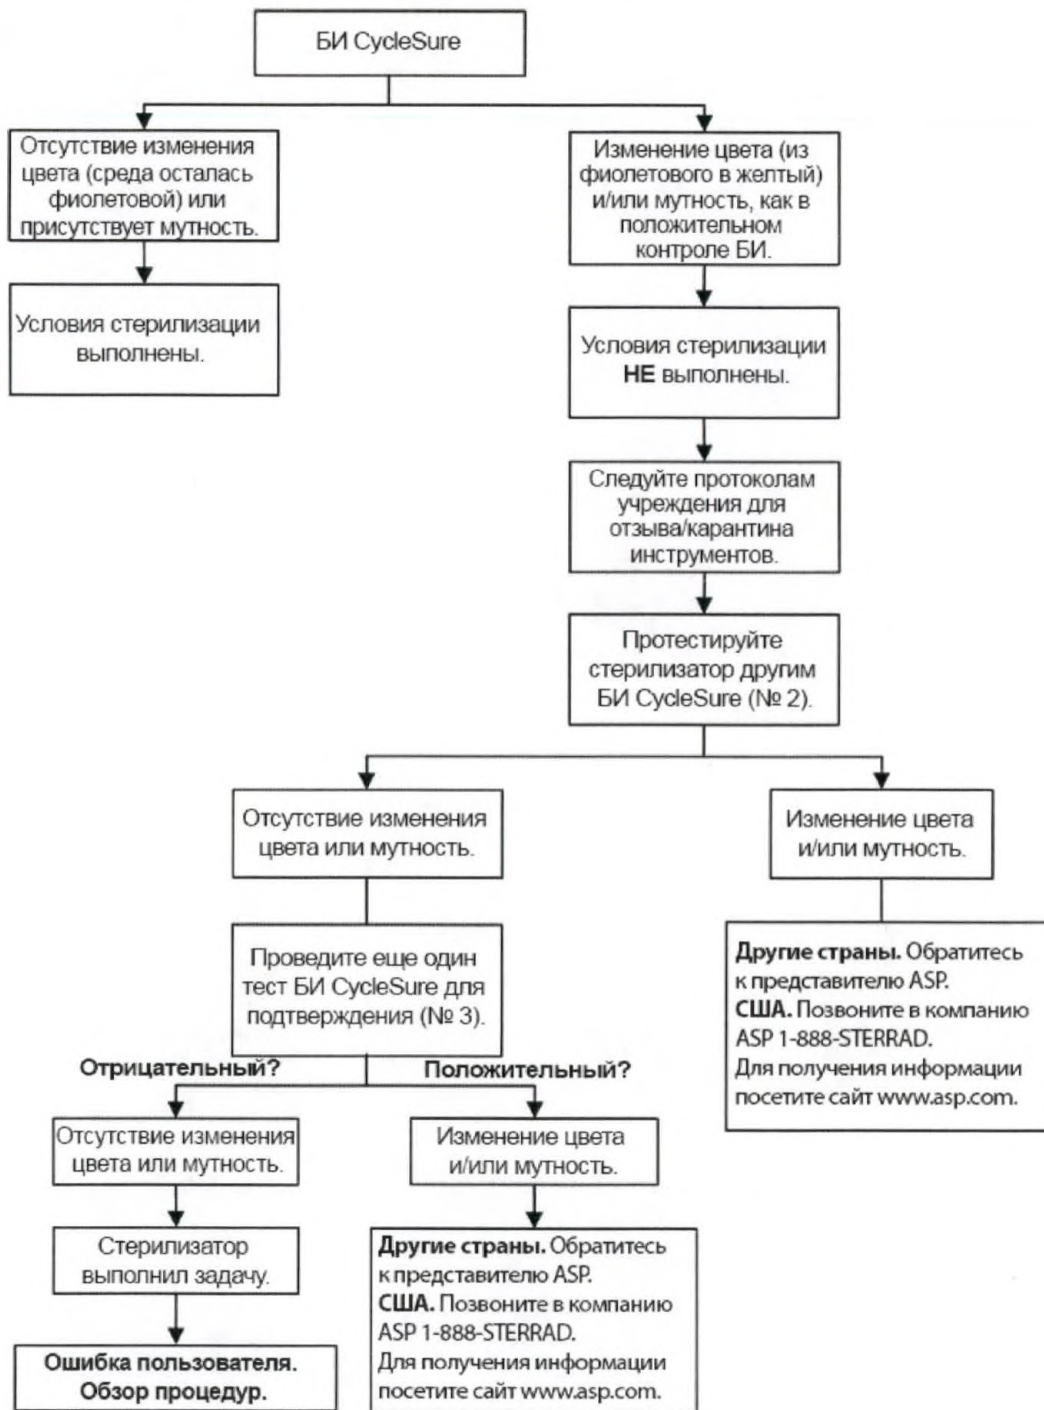 БИ CycleSure
Отсутствие изменения
цвета (среда осталась
фиолетовой) или
присутствует мутность.
Условия стерилизации
выполнены.
Изменение цвета (из
фиолетового в желтый)
и/или мутность, как в
положительном
контроле БИ.
Условия стерилизации
НЕ выполнены.
Следуйте протоколам
учреждения для
отзыва/карантина
инструментов.
Протестируйте
стерилизатор другим
БИ CycleSure (№ 2).
Отсутствие изменения
цвета или мутность.
Изменение цвета
и/или мутность.
Проведите еще один
тест БИ CycleSure для
подтверждения (№ 3).
Другие страны. Обратитесь
к представителю ASP.
США. Позвоните в компанию
ASP 1-888-STERRAD.
Для получения информации
посетите сайт www.asp.com.
Отрицательный?
Положительный?
Отсутствие изменения
цвета или мутность.
Изменение цвета
и/или мутность.
Стерилизатор
выполнил задачу.
Ошибка пользователя.
Обзор процедур.
Другие страны. Обратитесь
к представителю ASP.
США. Позвоните в компанию
ASP 1-888-STERRAD.
Для получения информации
посетите сайт www.asp.com.